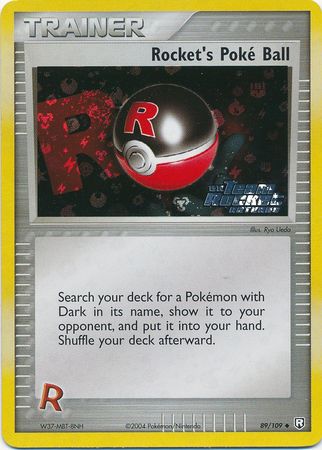 TRAINER
Rocket's Poké Ball
R
R
EX
TEAM
ROCKET
RETURNS
Illus. Ryo Ueda
Search your deck for a Pokémon with
Dark in its name, show it to your
opponent, and put it into your hand.
Shuffle your deck afterward.
R
W37-MBT-8NH ©2004 Pokémon/Nintendo 89/109 ◆ R